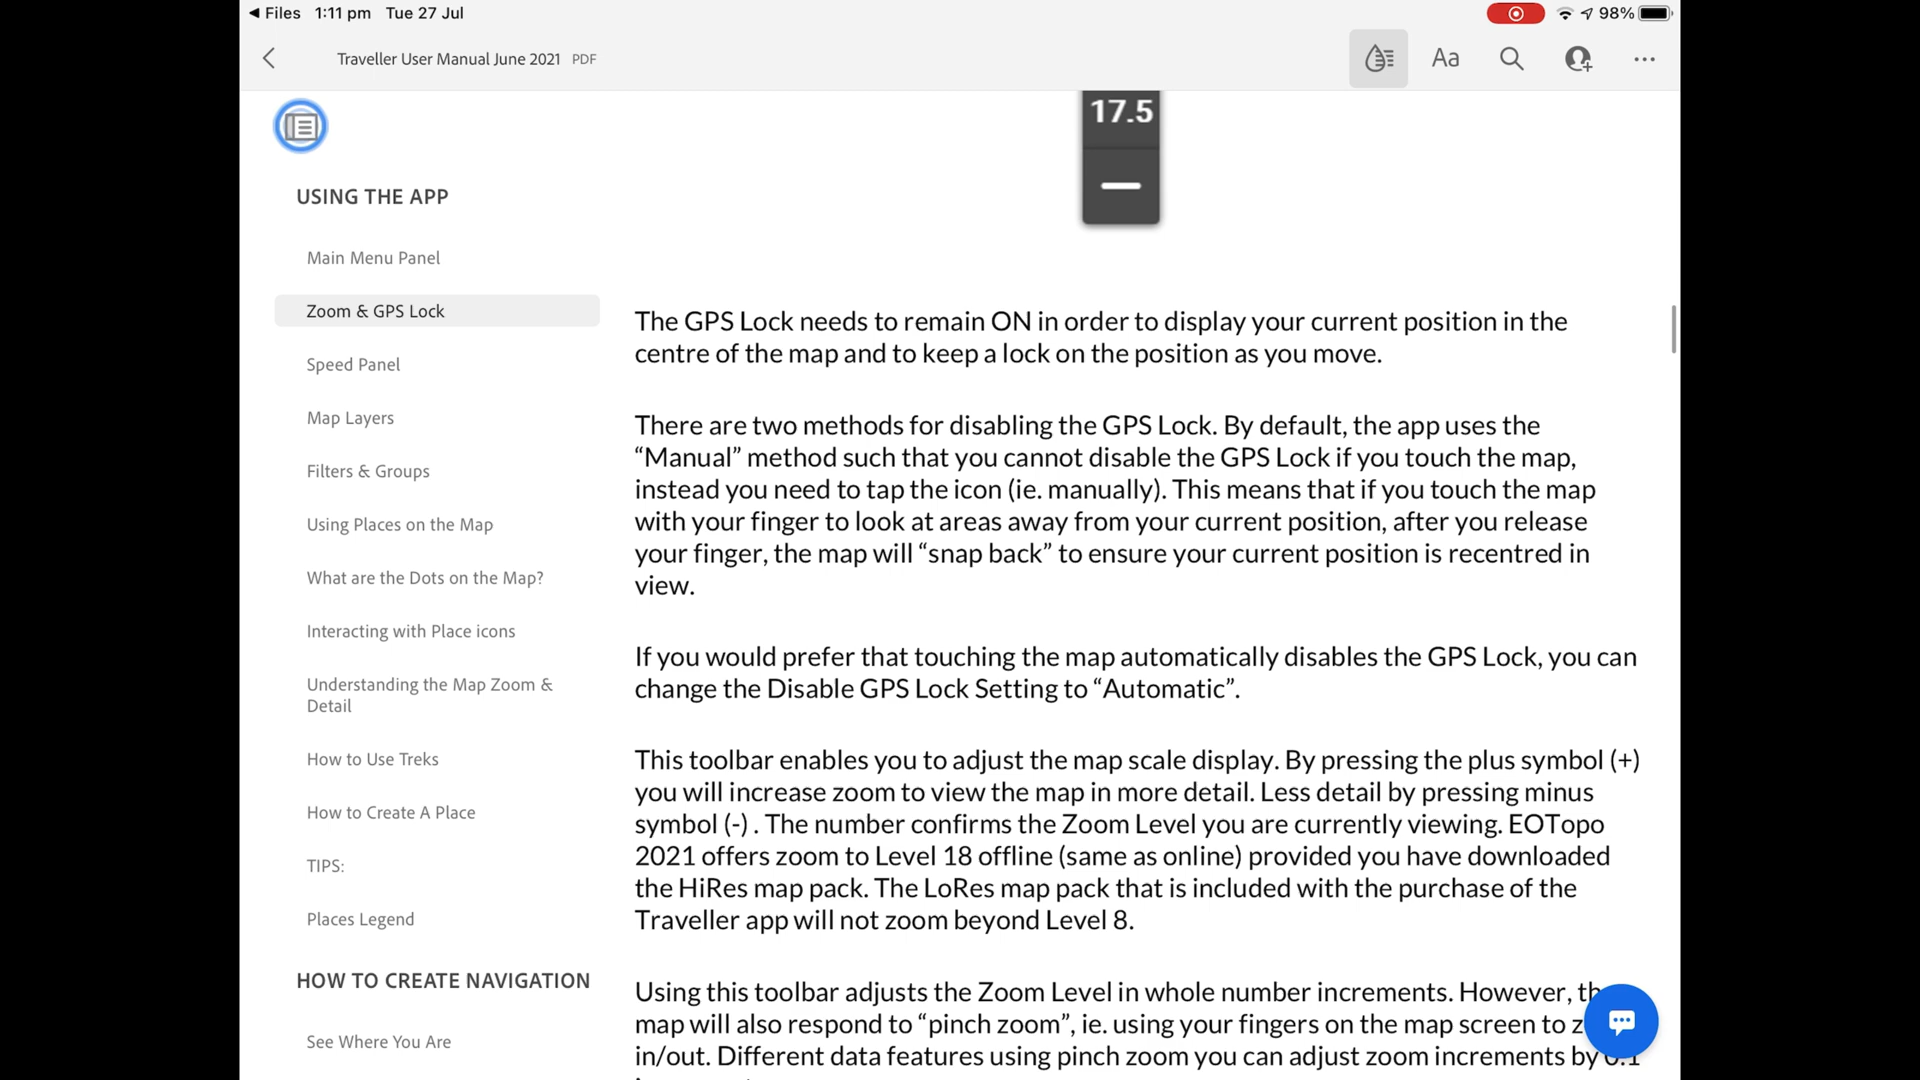 Files 1:11 pm Tue 27 Jul
98%
Traveller User Manual June 2021 PDF
Aa
USING THE APP
Main Menu Panel
Zoom & GPS Lock
Speed Panel
Map Layers
Filters & Groups
Using Places on the Map
What are the Dots on the Map?
Interacting with Place icons
Understanding the Map Zoom &
Detail
How to Use Treks
How to Create A Place
TIPS:
Places Legend
HOW TO CREATE NAVIGATION
See Where You Are
17.5
The GPS Lock needs to remain ON in order to display your current position in the
centre of the map and to keep a lock on the position as you move.
There are two methods for disabling the GPS Lock. By default, the app uses the
“Manual” method such that you cannot disable the GPS Lock if you touch the map,
instead you need to tap the icon (ie. manually). This means that if you touch the map
with your finger to look at areas away from your current position, after you release
your finger, the map will “snap back” to ensure your current position is recentred in
view.
If you would prefer that touching the map automatically disables the GPS Lock, you can
change the Disable GPS Lock Setting to “Automatic”.
This toolbar enables you to adjust the map scale display. By pressing the plus symbol (+)
you will increase zoom to view the map in more detail. Less detail by pressing minus
symbol (-) . The number confirms the Zoom Level you are currently viewing. EOTopo
2021 offers zoom to Level 18 offline (same as online) provided you have downloaded
the HiRes map pack. The LoRes map pack that is included with the purchase of the
Traveller app will not zoom beyond Level 8.
Using this toolbar adjusts the Zoom Level in whole number increments. However,
map will also respond to “pinch zoom”, ie. using your fingers on the map screen to
in/out. Different data features using pinch zoom you can adjust zoom increments by